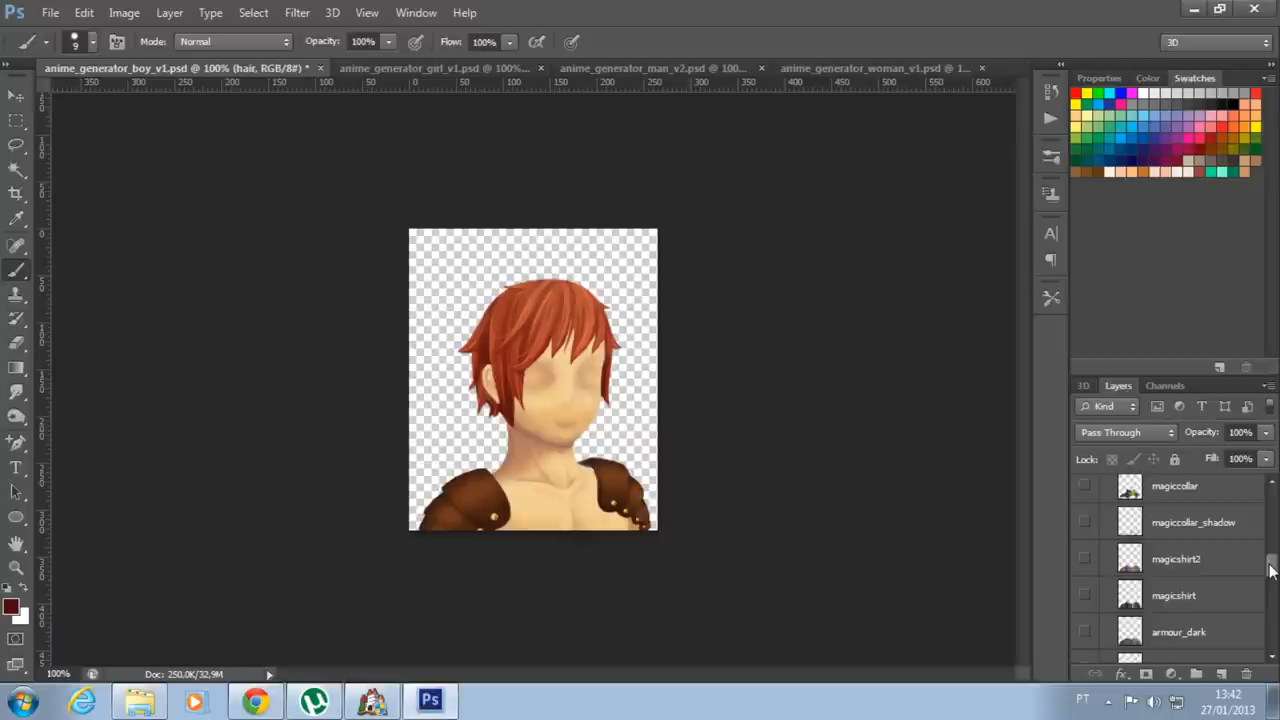 Ps File Edit Image Layer Type Select Filter 3D View Window Help
9 Mode: Normal Opacity: 100% Flow: 100% 3D
anime_generator_boy_v1.psd @ 100% (hair, RGB/8#) * × anime_generator_girl_v1.psd @ 100%... × anime_generator_man_v2.psd @ 100... × anime_generator_woman_v1.psd @ 1... ×
350 300 250 200 150 100 50 0 50 100 150 200 250 300 350 400 450 500 550 600
Properties Color Swatches
3D Layers Channels
Kind
Pass Through Opacity: 100%
Lock: Fill: 100%
magiccollar
magiccollar_shadow
magicshirt2
magicshirt
armour_dark
100% Doc: 250,0K/32,9M
Ps
PT
13:42
27/01/2013